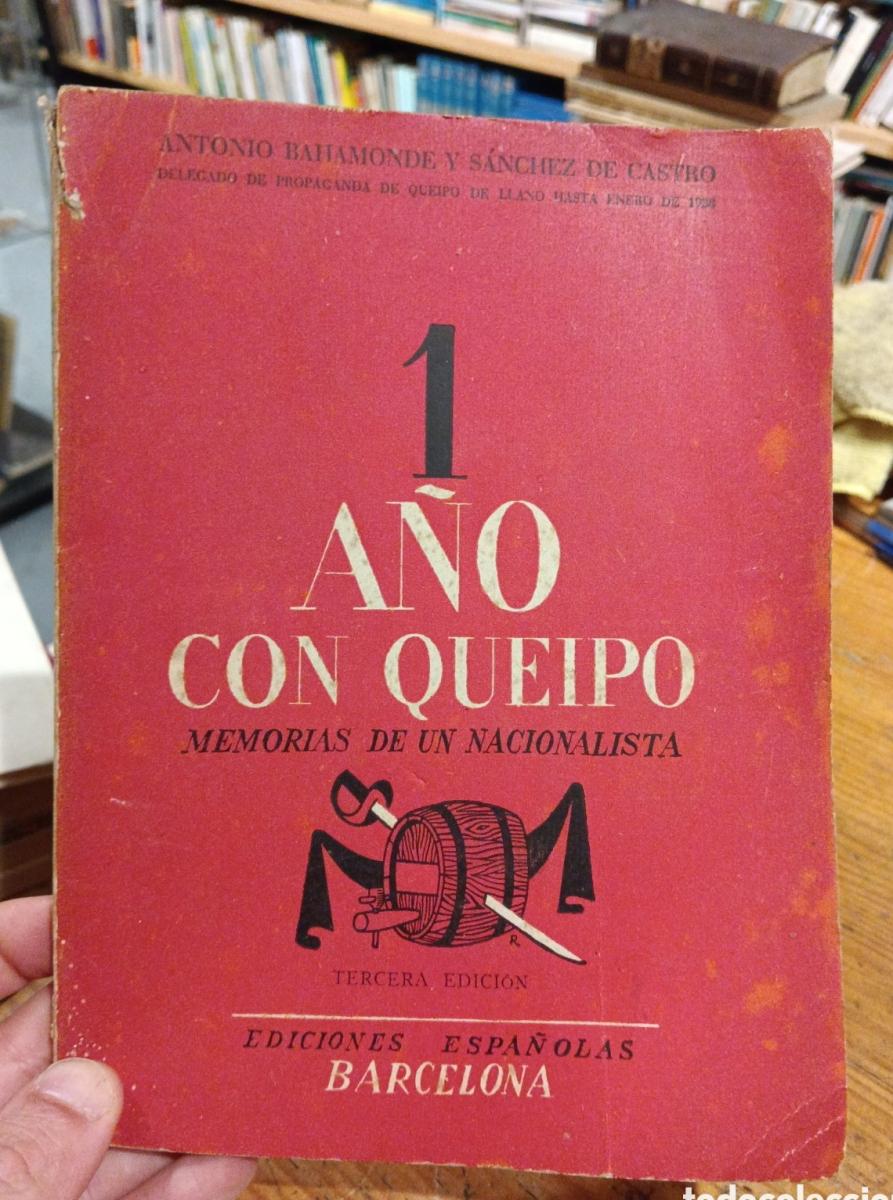 ANTONIO BAHAMONDE Y SÁNCHEZ DE CASTRO
DELEGADO DE PROPAGANDA DE QUEIPO DE LLANO HASTA ENERO DE 1938
1
AÑO
CON QUEIPO
MEMORIAS DE UN NACIONALISTA
R
TERCERA EDICIÓN
EDICIONES ESPAÑOLAS
BARCELONA